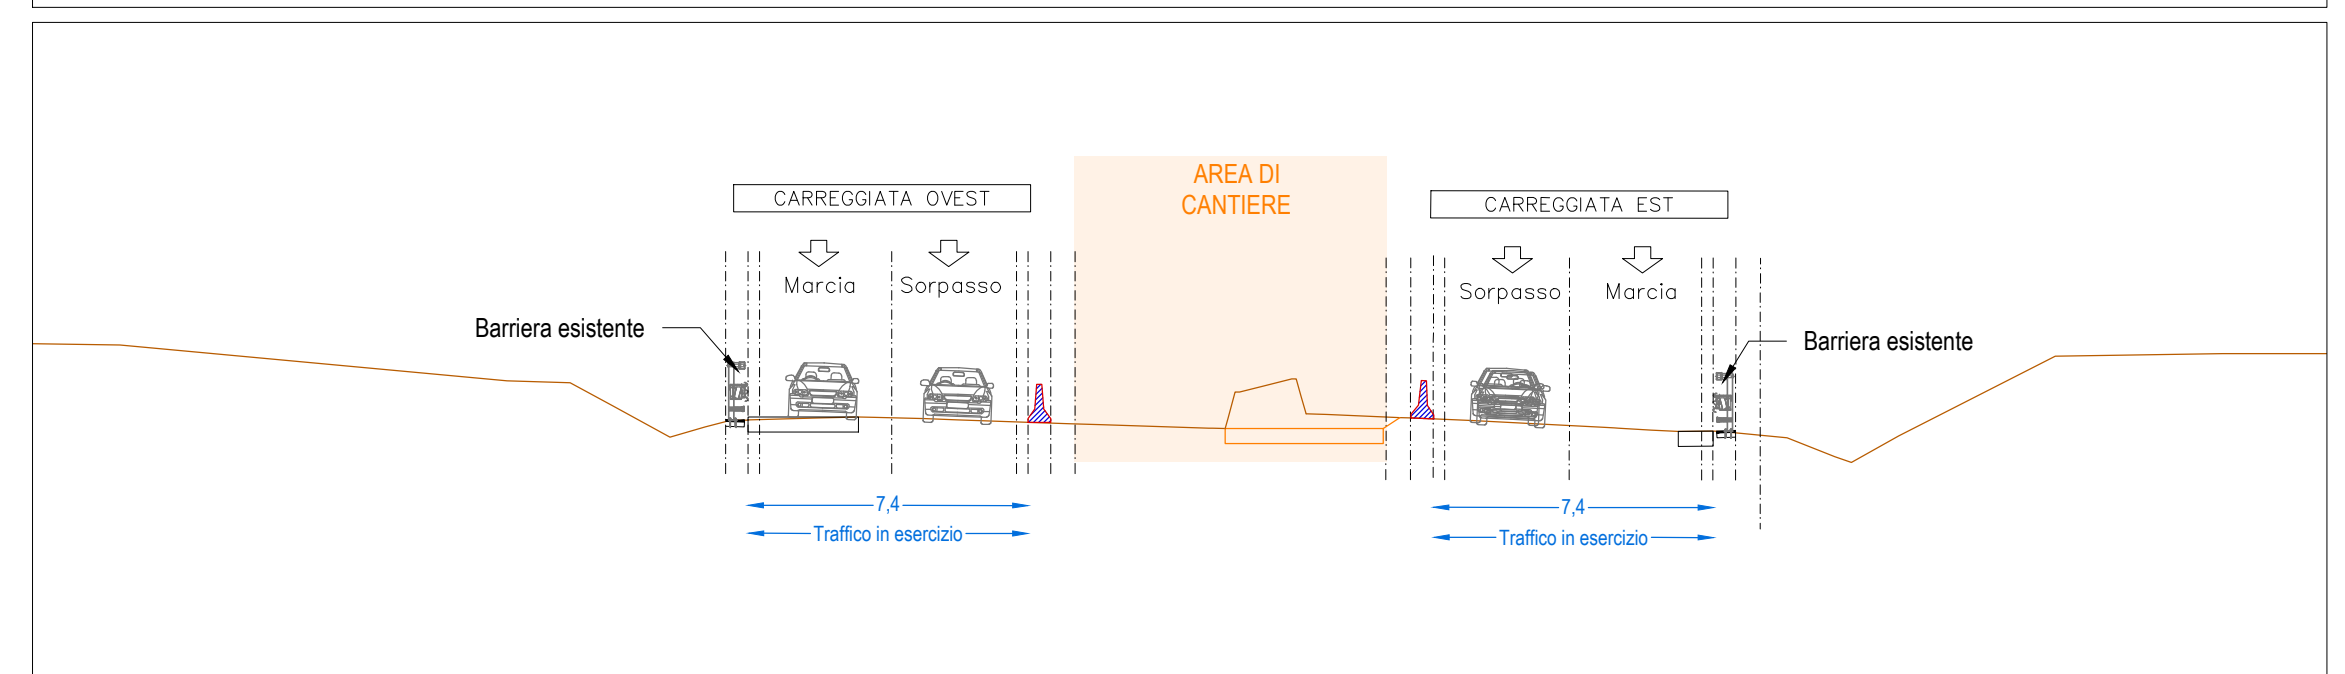 AREA DI
CANTIERE
CARREGGIATA OVEST
CARREGGIATA EST
Marcia
Sorpasso
Sorpasso
Marcia
Barriera esistente
Barriera esistente
7,4
7,4
Traffico in esercizio
Traffico in esercizio